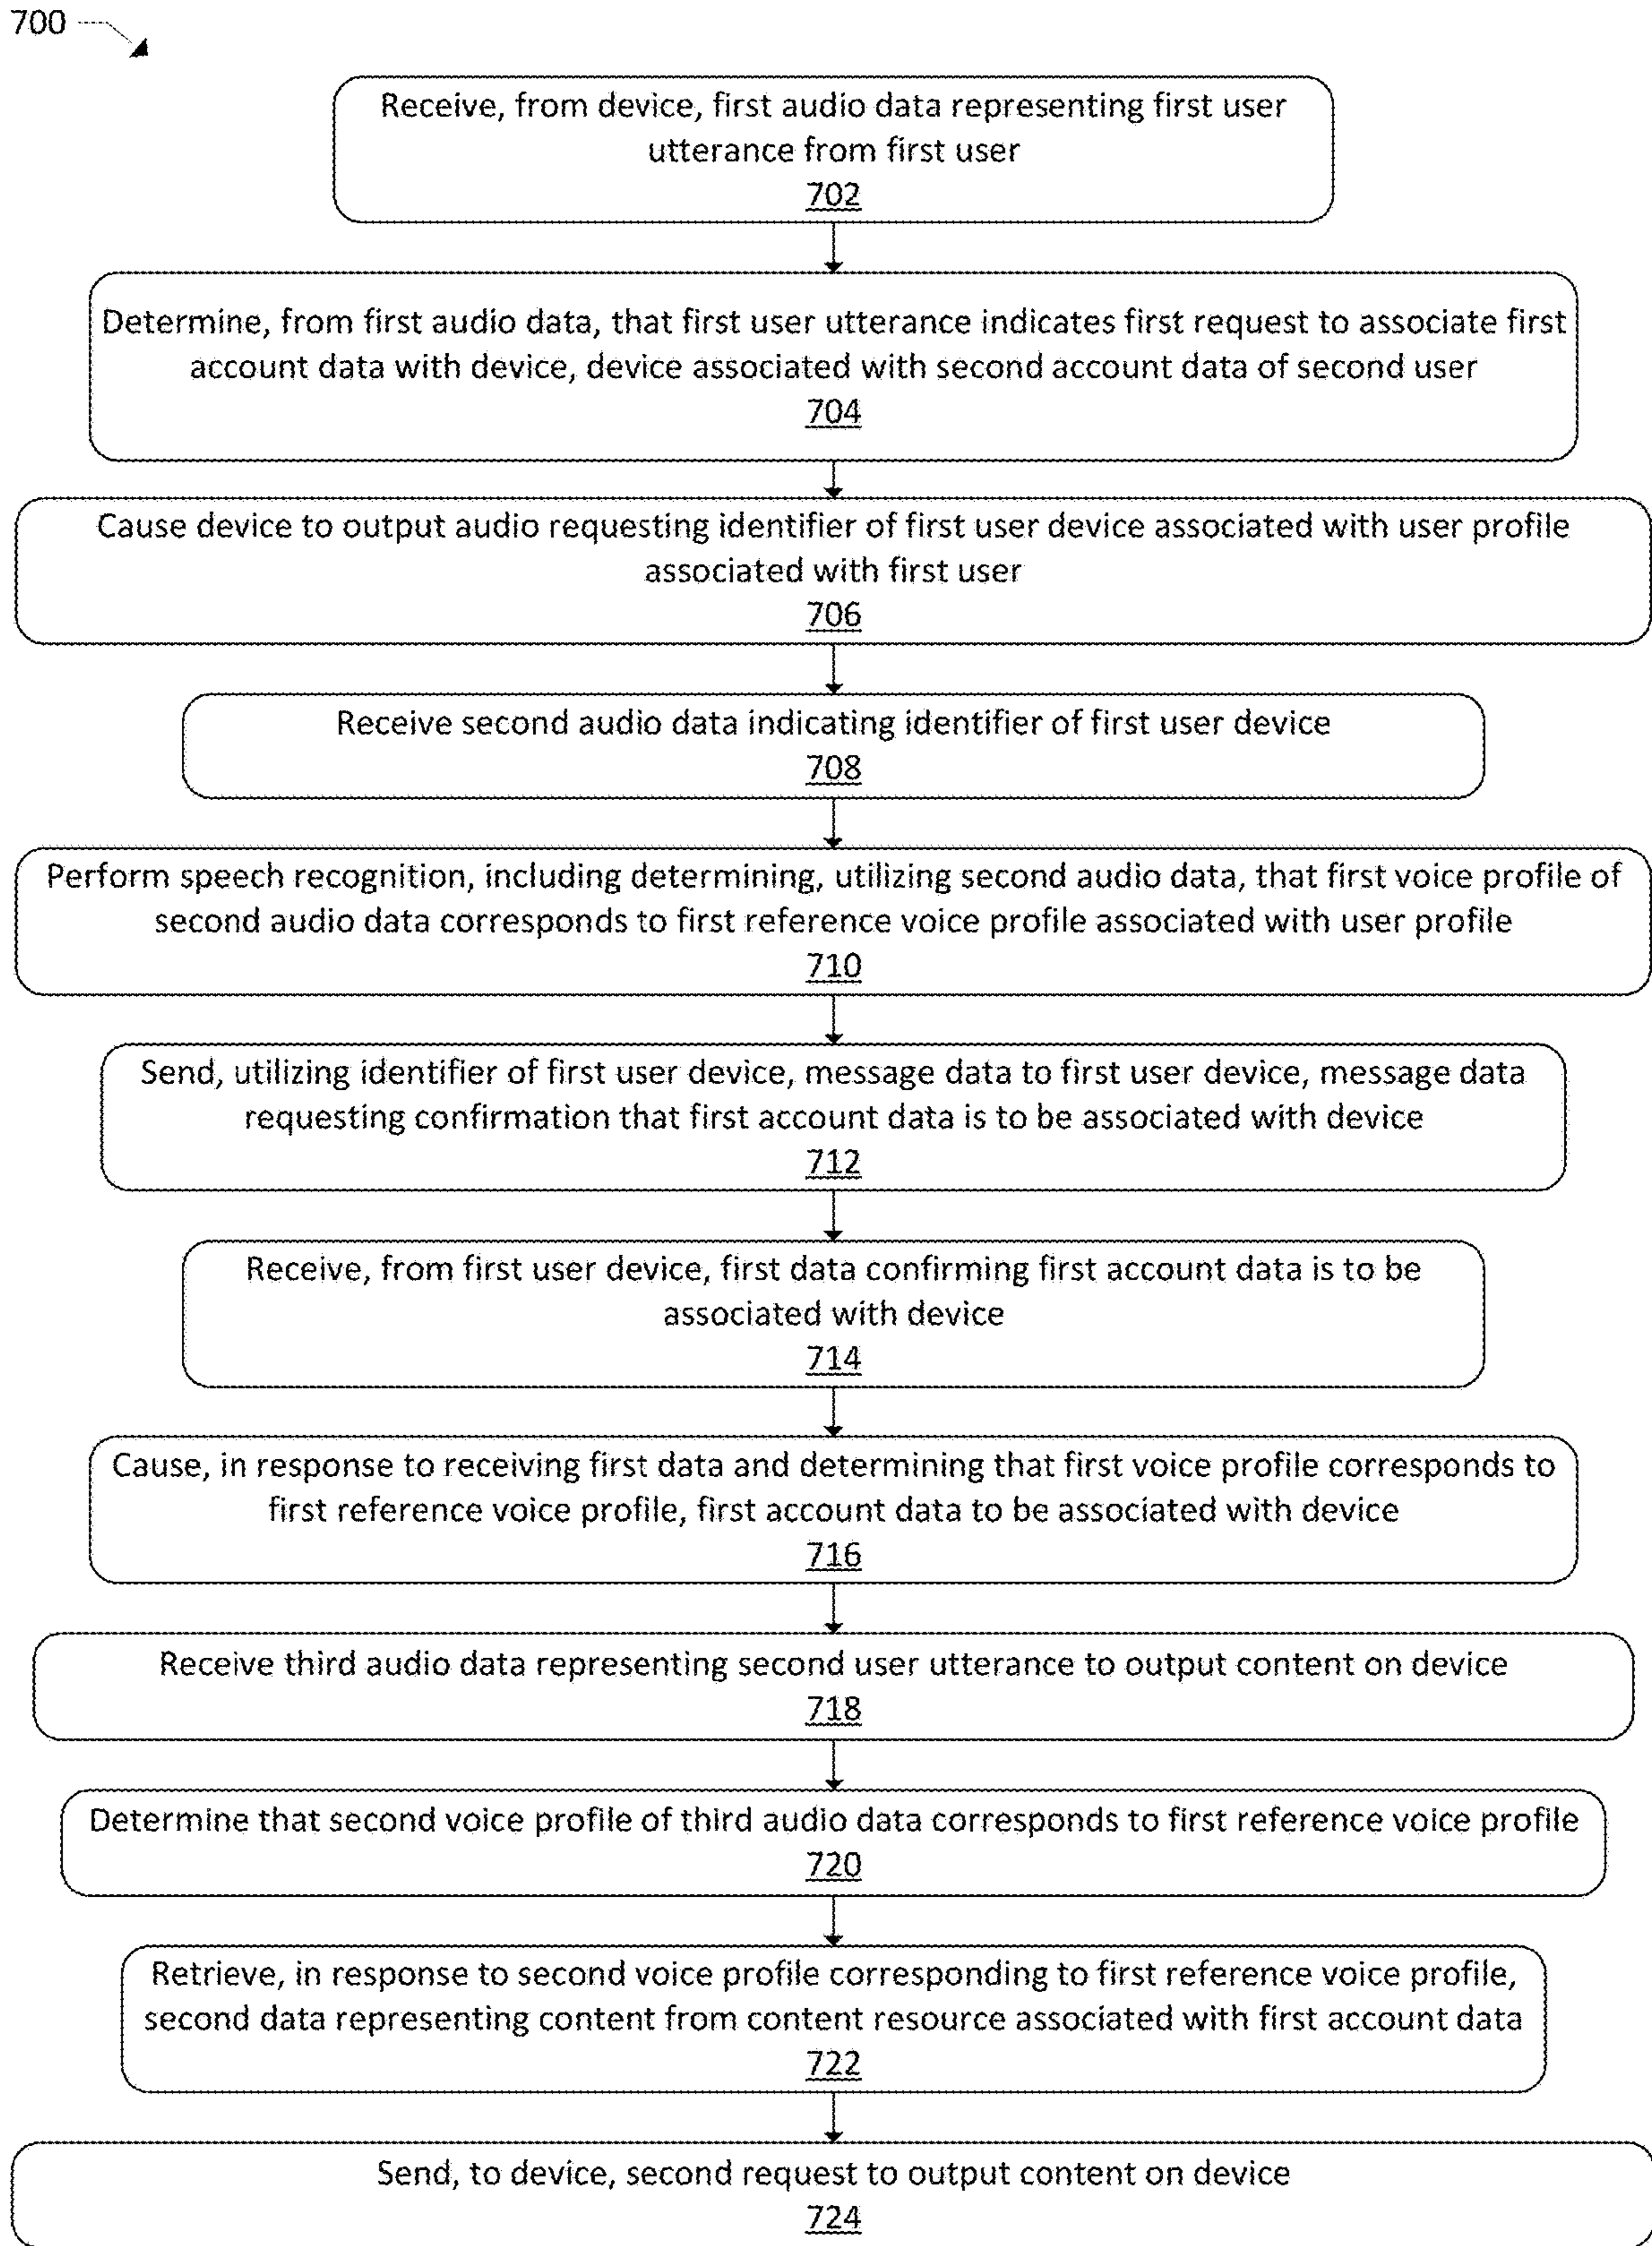 700
Receive, from device, first audio data representing first user
utterance from first user
702
Determine, from first audio data, that first user utterance indicates first request to associate first
account data with device, device associated with second account data of second user
704
Cause device to output audio requesting identifier of first user device associated with user profile
associated with first user
706
Receive second audio data indicating identifier of first user device
708
Perform speech recognition, including determining, utilizing second audio data, that first voice profile of
second audio data corresponds to first reference voice profile associated with user profile
710
Send, utilizing identifier of first user device, message data to first user device, message data
requesting confirmation that first account data is to be associated with device
712
Receive, from first user device, first data confirming first account data is to be
associated with device
714
Cause, in response to receiving first data and determining that first voice profile corresponds to
first reference voice profile, first account data to be associated with device
716
Receive third audio data representing second user utterance to output content on device
718
Determine that second voice profile of third audio data corresponds to first reference voice profile
720
Retrieve, in response to second voice profile corresponding to first reference voice profile,
second data representing content from content resource associated with first account data
722
Send, to device, second request to output content on device
724